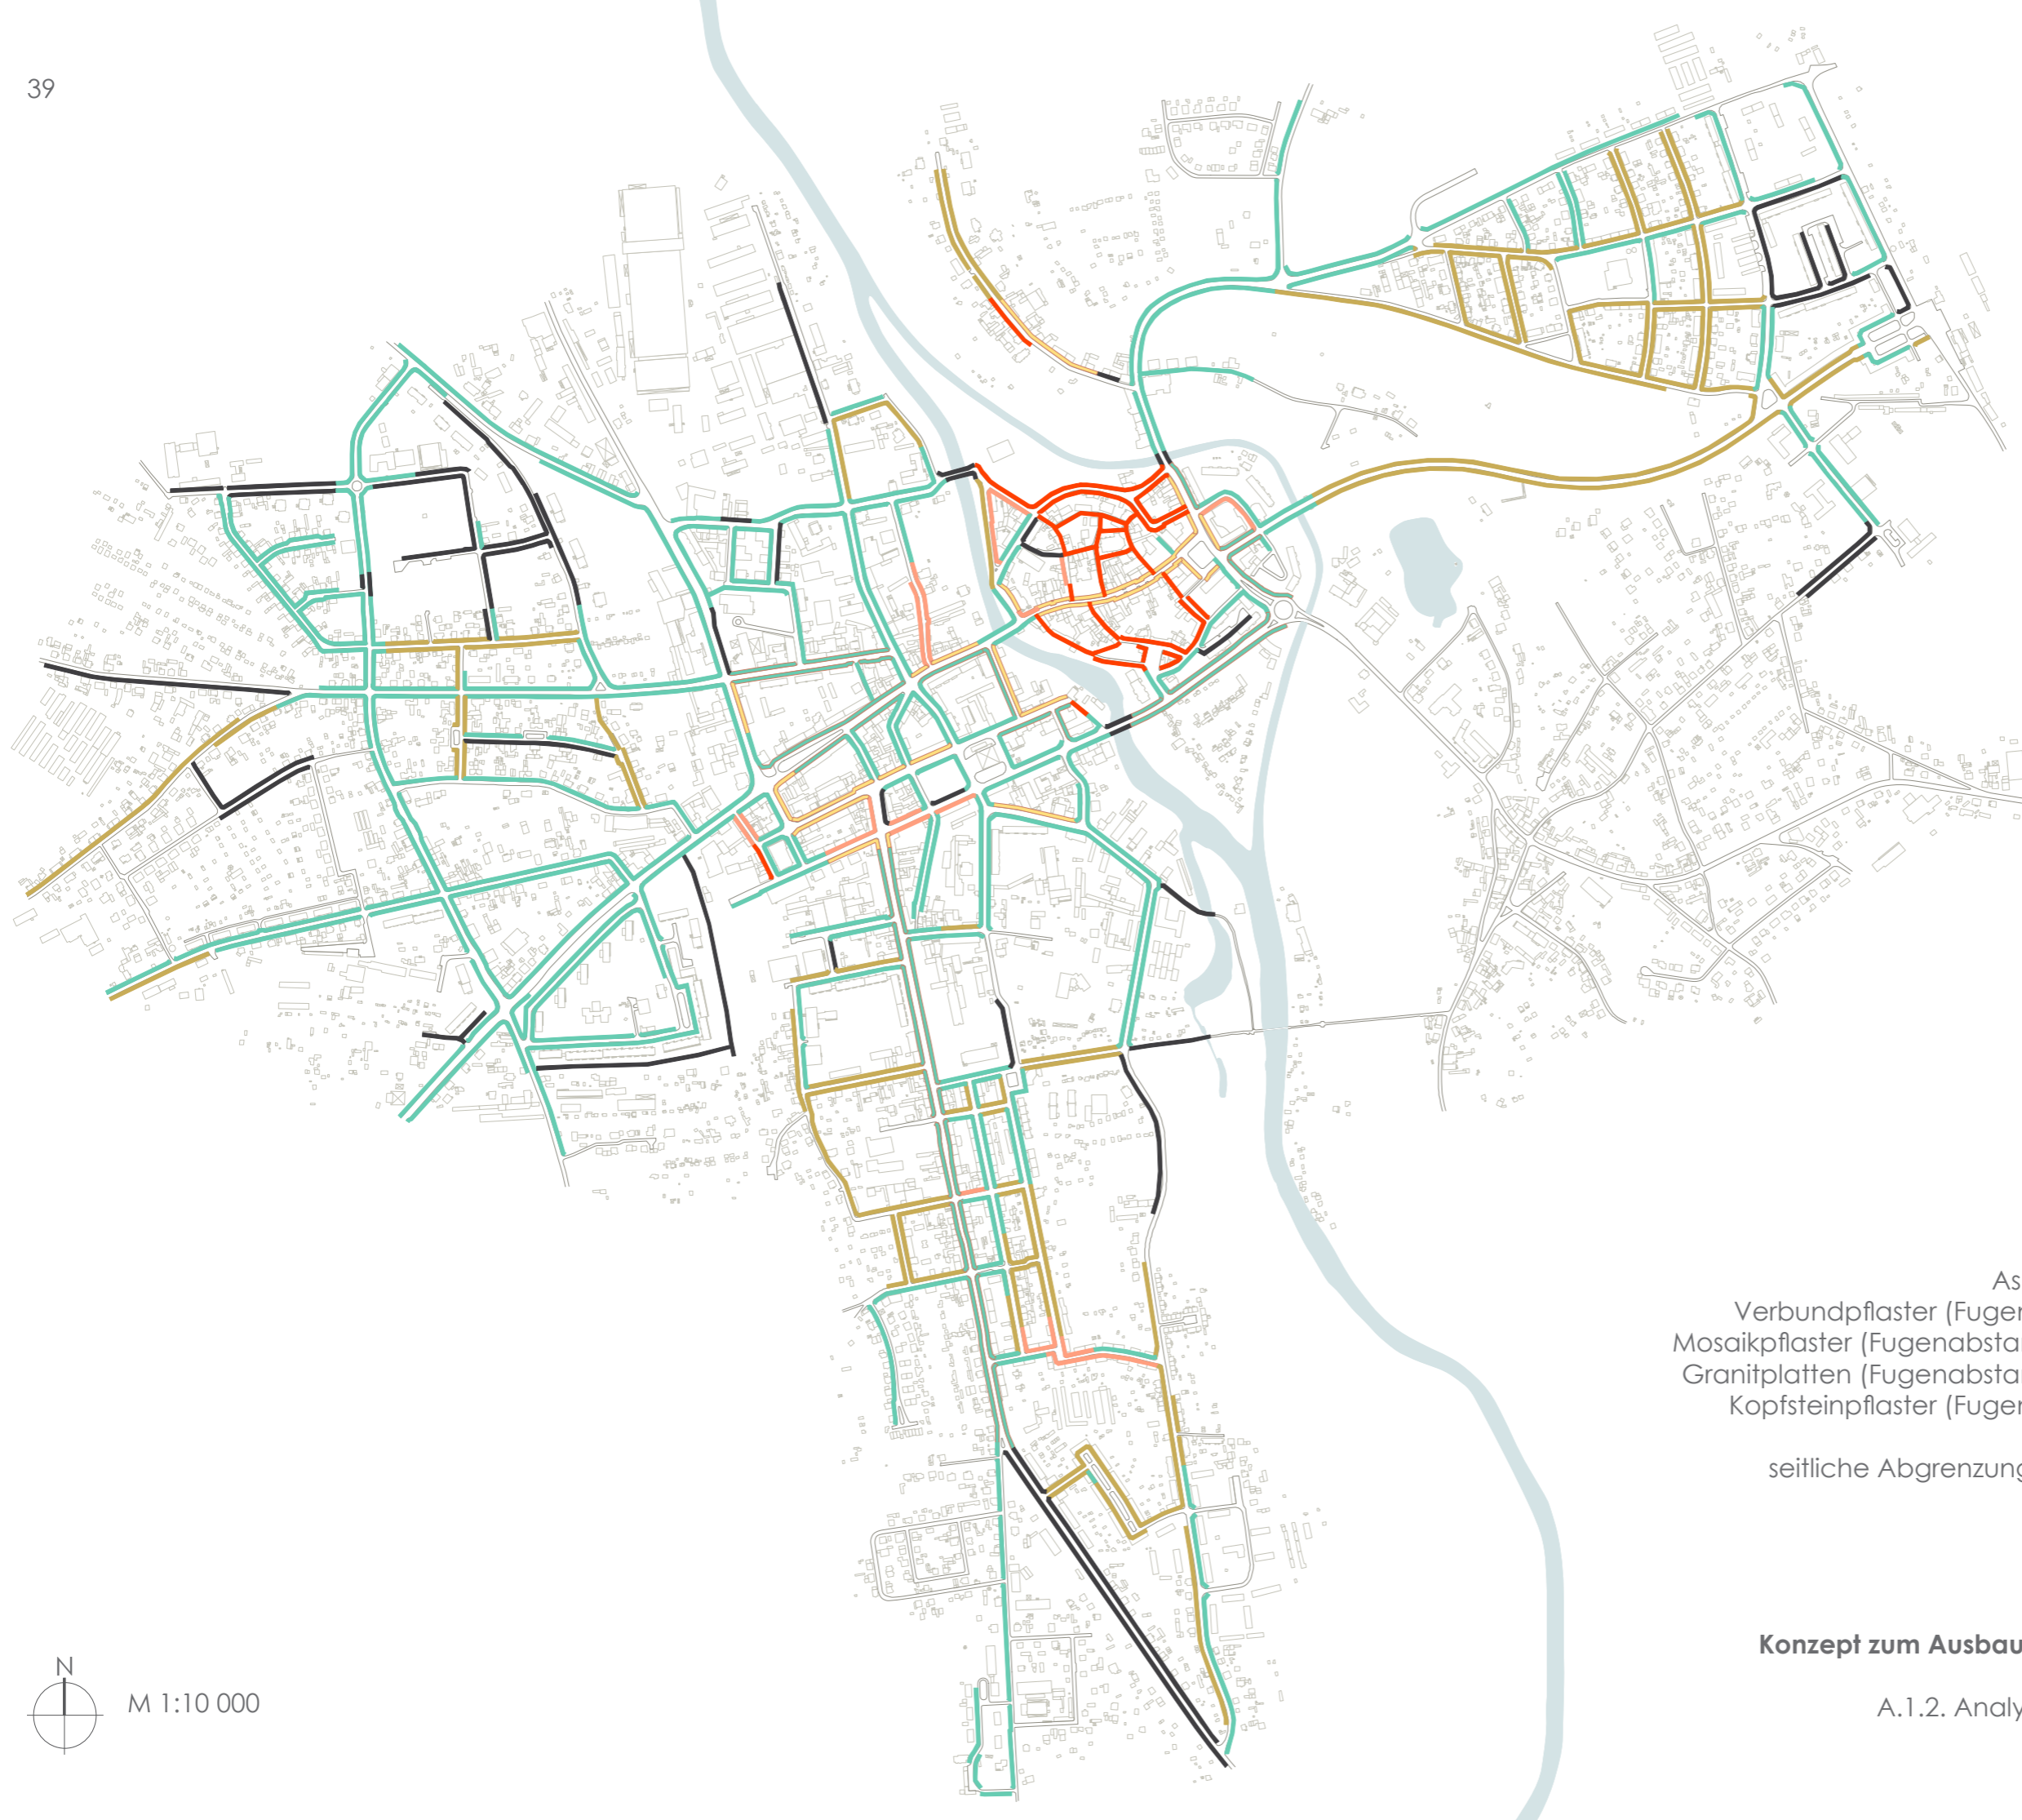 39
As
Verbundpflaster (Fuger
Mosaikpflaster (Fugenabsta
Granitplatten (Fugenabsta
Kopfsteinpflaster (Fuger
seitliche Abgrenzung
Konzept zum Ausbau
A.1.2. Analy
N
M 1:10 000